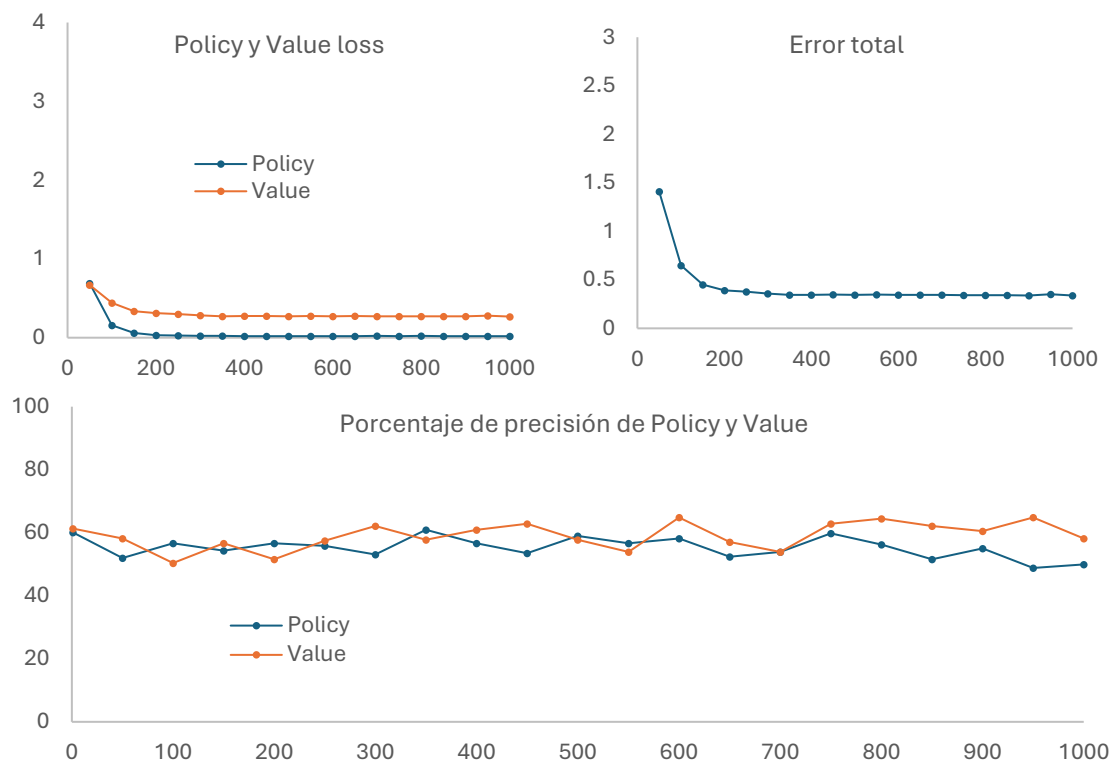 Policy y Value loss
4
3
2
1
0
Policy
Value
0 200 400 600 800 1000
Error total
3
2.5
2
1.5
1
0.5
0
0 200 400 600 800 1000
Porcentaje de precisión de Policy y Value
100
80
60
40
20
0
Policy
Value
0 100 200 300 400 500 600 700 800 900 1000